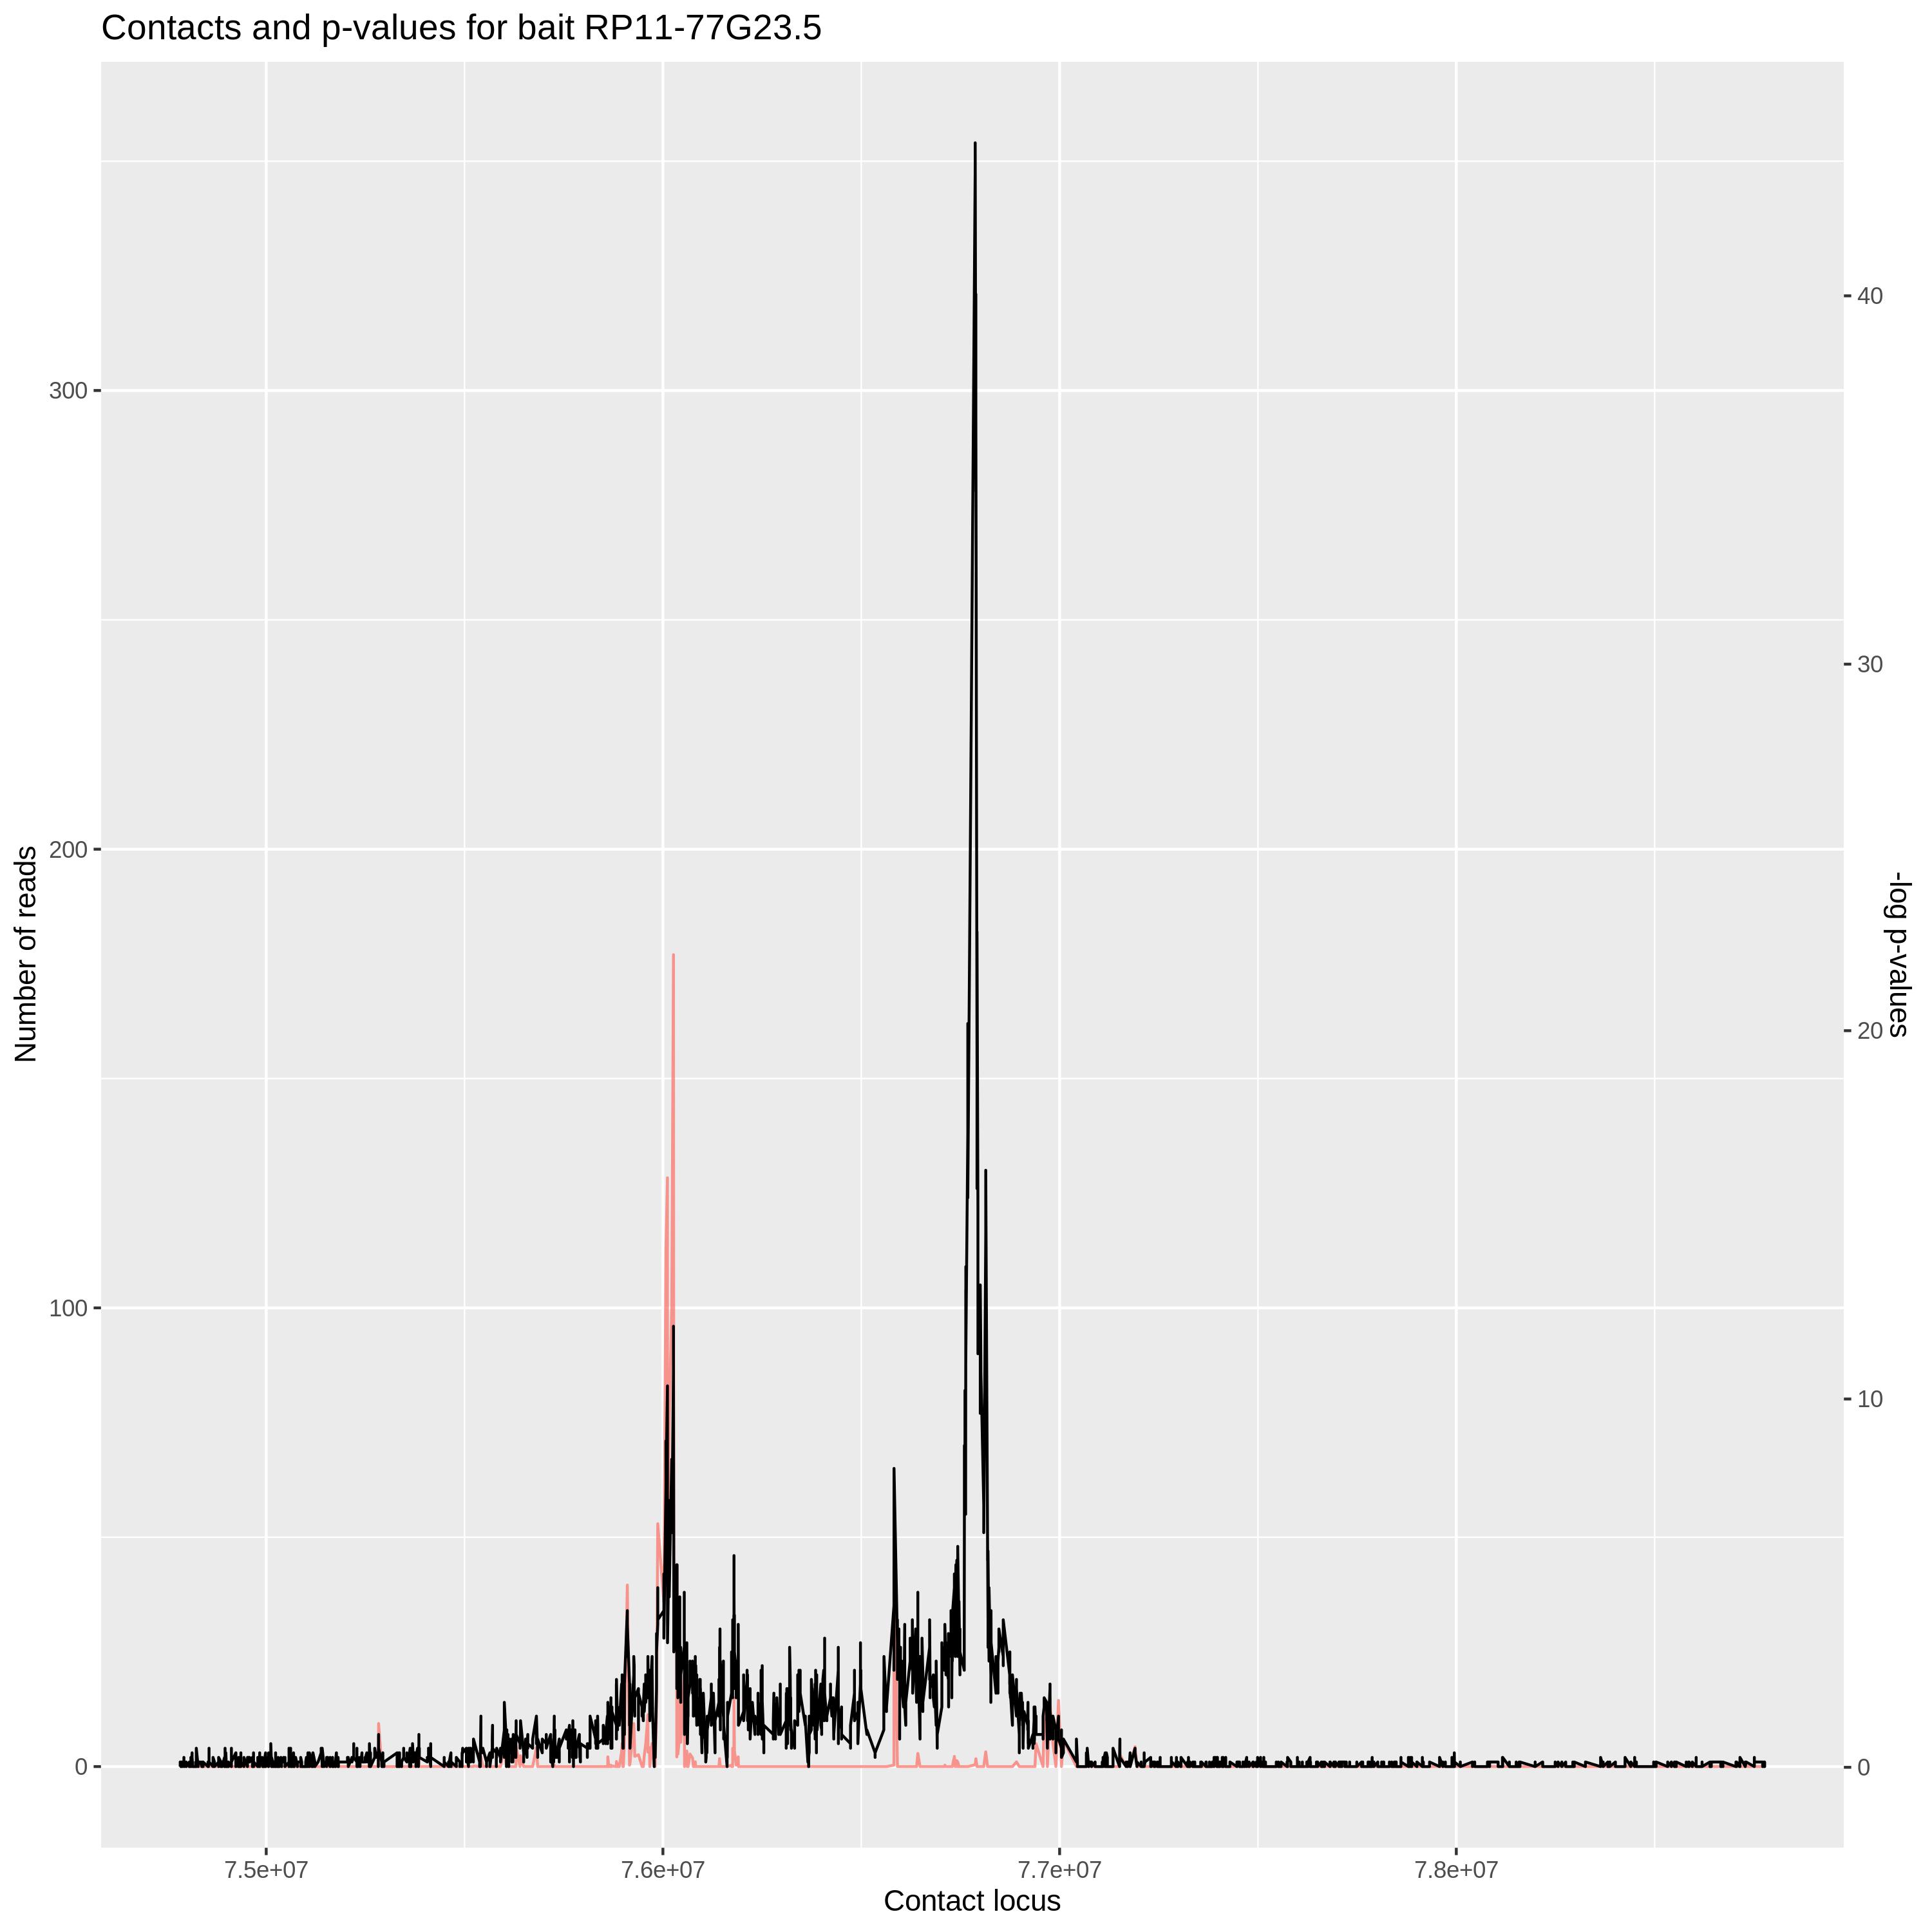 Contacts and p-values for bait RP11-77G23.5
300
200
100
0
Number of reads
40
30
20
10
0
-log p-values
7.5e+07
7.6e+07
7.7e+07
7.8e+07
Contact locus